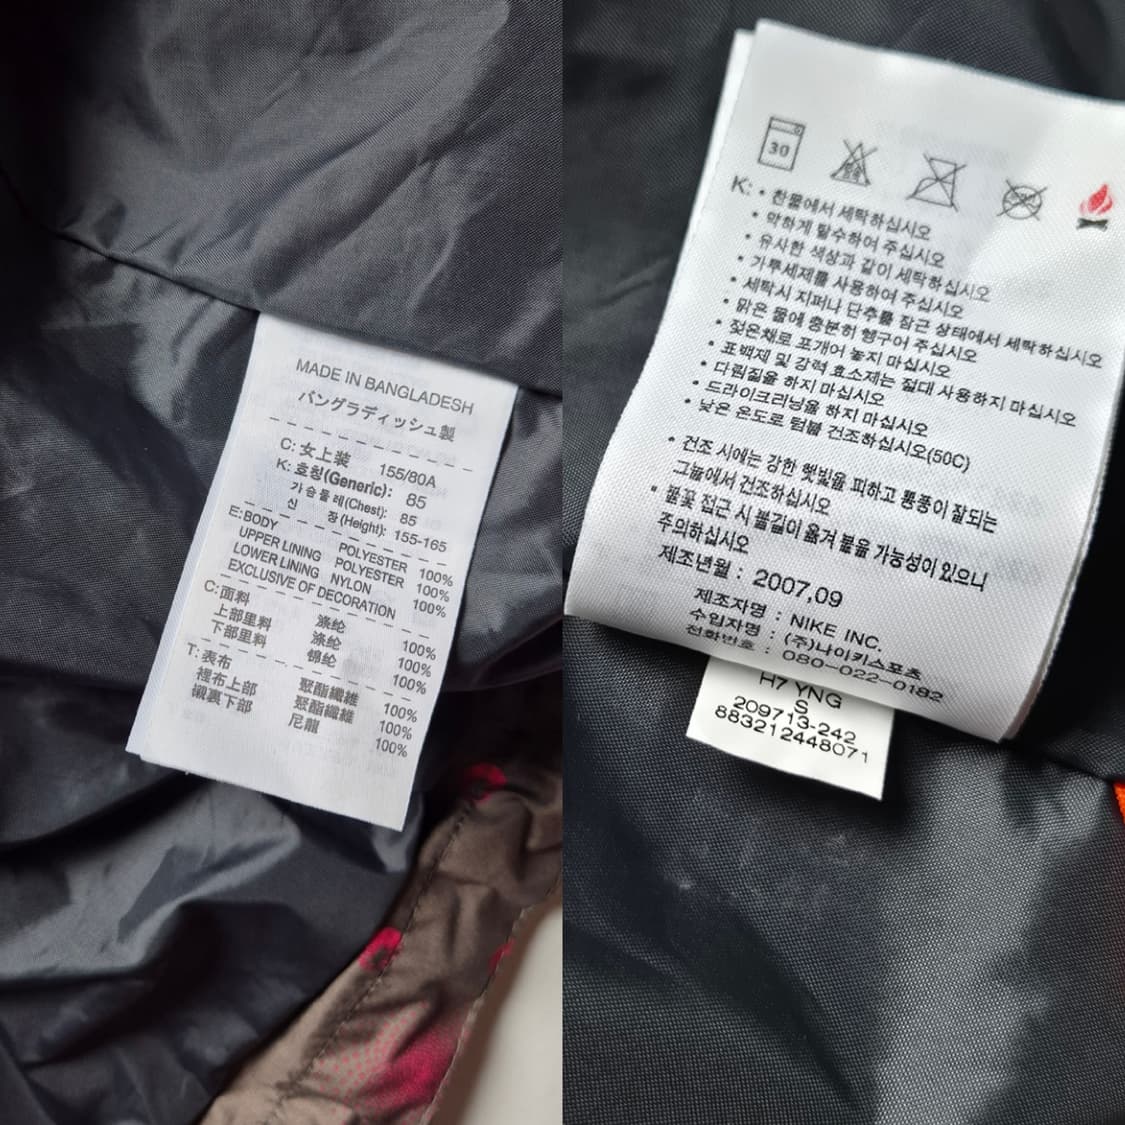 MADE IN BANGLADESH
バングラディッシュ製
C: 女上装 155/80A
K: 호칭(Generic): 85
가슴둘레(Chest): 85
신 장(Height): 155-165
E:BODY POLYESTER 100%
UPPER LINING POLYESTER 100%
LOWER LINING NYLON 100%
EXCLUSIVE OF DECORATION
C:面料 涤纶 100%
上部里料 涤纶 100%
下部里料 锦纶 100%
T:表布 聚酯纖維 100%
裡布上部 聚酯纖維 100%
襯裏下部 尼龍 100%
30
K: • 찬물에서 세탁하십시오
• 약하게 탈수하여 주십시오
• 유사한 색상과 같이 세탁하십시오
• 가루세제를 사용하여 주십시오
• 세탁시 지퍼나 단추를 잠근 상태에서 세탁하십시오
• 맑은 물에 충분히 헹구어 주십시오
• 젖은채로 포개어 놓지 마십시오
• 표백제 및 강력 효소제는 절대 사용하지 마십시오
• 다림질을 하지 마십시오
• 드라이크리닝을 하지 마십시오
• 낮은 온도로 텀블 건조하십시오(50C)
• 건조 시에는 강한 햇빛을 피하고 통풍이 잘되는
그늘에서 건조하십시오
• 불꽃 접근 시 불길이 옮겨 붙을 가능성이 있으니
주의하십시오
제조년월 : 2007,09
제조자명 : NIKE INC.
수입자명 : (주)나이키스포츠
전화번호 : 080-022-0182
H7 YNG
S
209713-242
883212448071